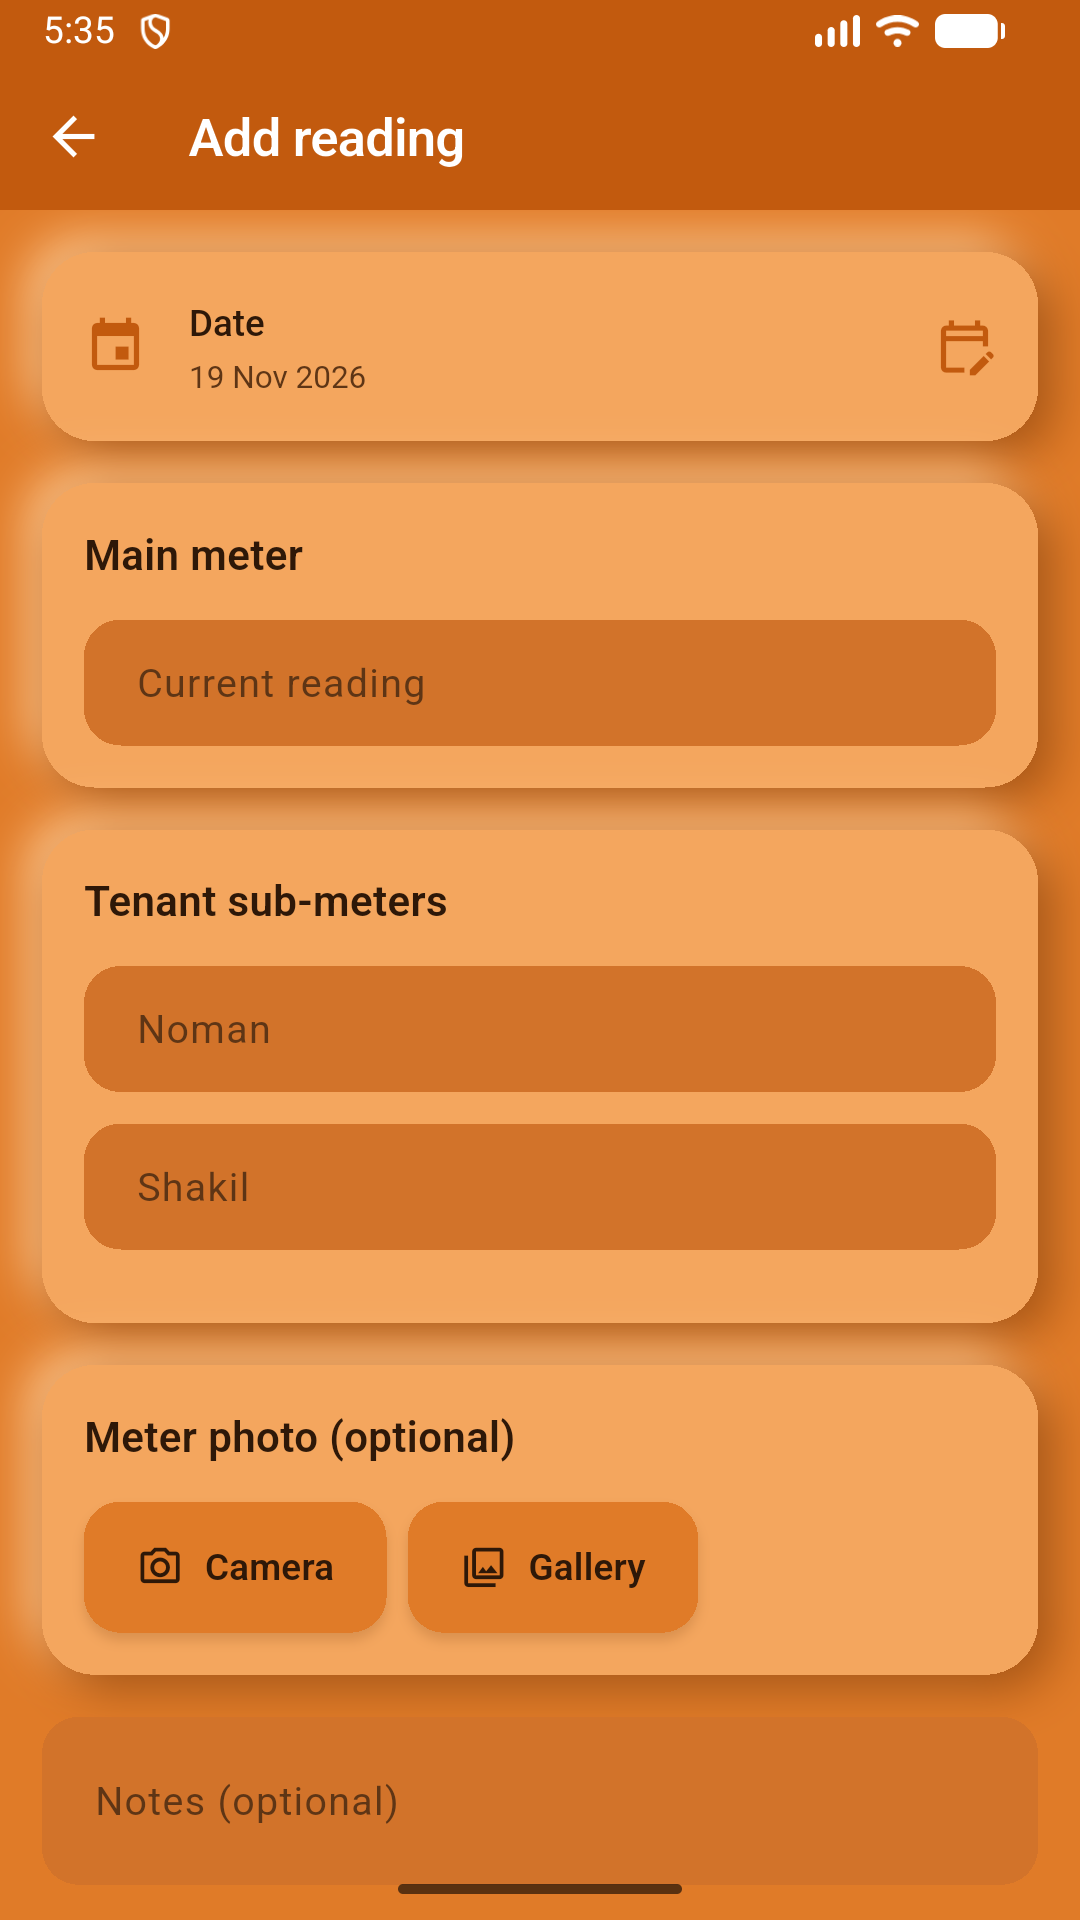 5:35
Add reading
Date
19 Nov 2026
Main meter
Current reading
Tenant sub-meters
Noman
Shakil
Meter photo (optional)
Camera
Gallery
Notes (optional)